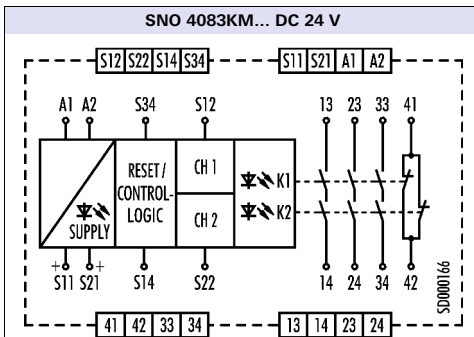 SNO 4083KM... DC 24 V
S12 S22 S14 S34 S11 S21 A1 A2
A1 A2 S34 S12 13 23 33 41
RESET / CONTROL-LOGIC
CH 1
K1
SUPPLY
CH 2
K2
+ +
S11 S21 S14 S22 14 24 34 42
SD000166
41 42 33 34 13 14 23 24